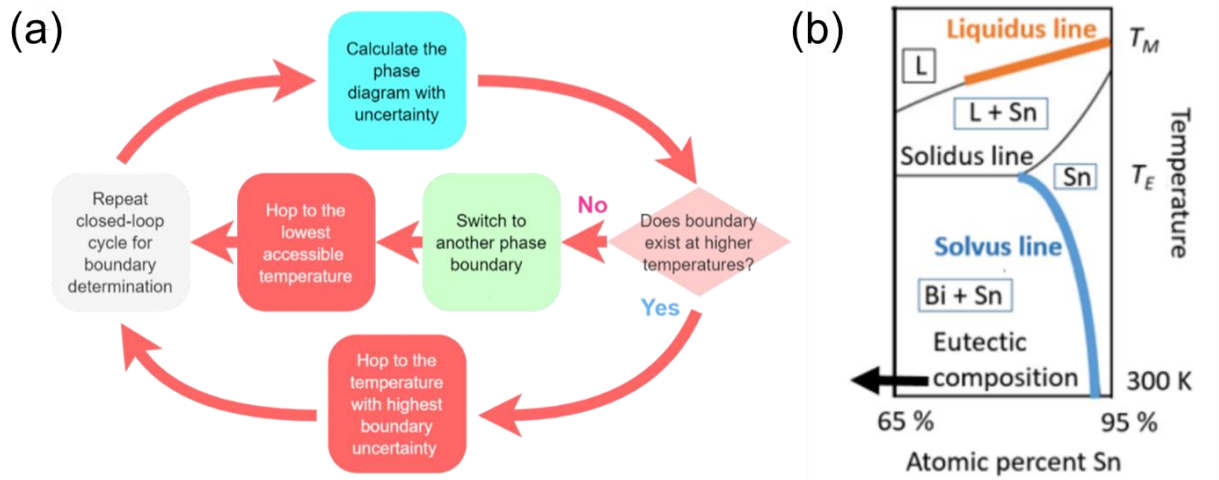 (a)
Calculate the
phase
diagram with
uncertainty
Does boundary
exist at higher
temperatures?
No
Yes
Switch to
another phase
boundary
Hop to the
lowest
accessible
temperature
Repeat
closed-loop
cycle for
boundary
determination
Hop to the
temperature
with highest
boundary
uncertainty
(b)
Liquidus line
T_M
L
L + Sn
Solidus line
Sn
T_E
Temperature
Solvus line
Bi + Sn
Eutectic
composition
300 K
65 %
95 %
Atomic percent Sn